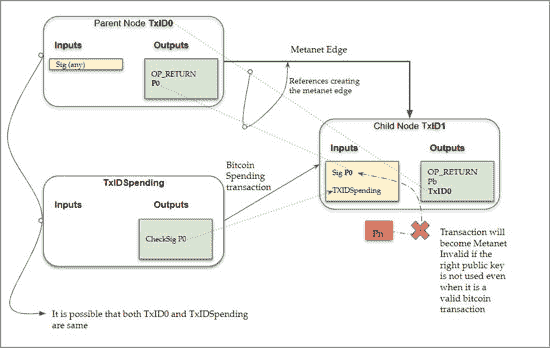 Parent Node TxID0
Inputs
Outputs
Sig (any)
OP_RETURN
P0
Metanet Edge
References creating
the metanet edge
Child Node TxID1
Inputs
Outputs
Sig P0
TXIDSpending
OP_RETURN
Pb
TxID0
TxIDSpending
Inputs
Outputs
CheckSig P0
Bitcoin
Spending
transaction
Pn
Transaction will
become Metanet
Invalid if the
right public key
is not used even
when it is a
valid bitcoin
transaction
It is possible that both TxID0 and TXIDSpending
are same